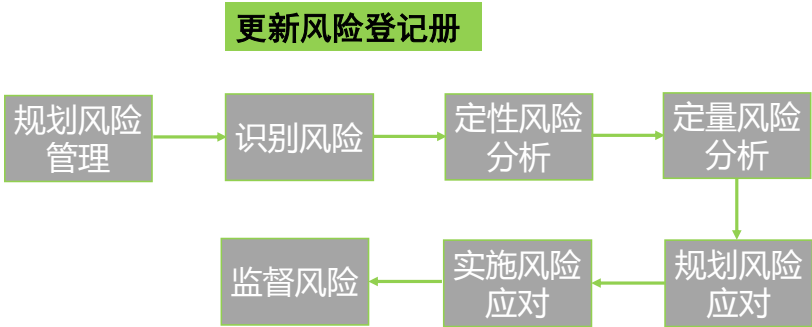 更新风险登记册
规划风险
管理
识别风险
定性风险
分析
定量风险
分析
规划风险
应对
实施风险
应对
监督风险